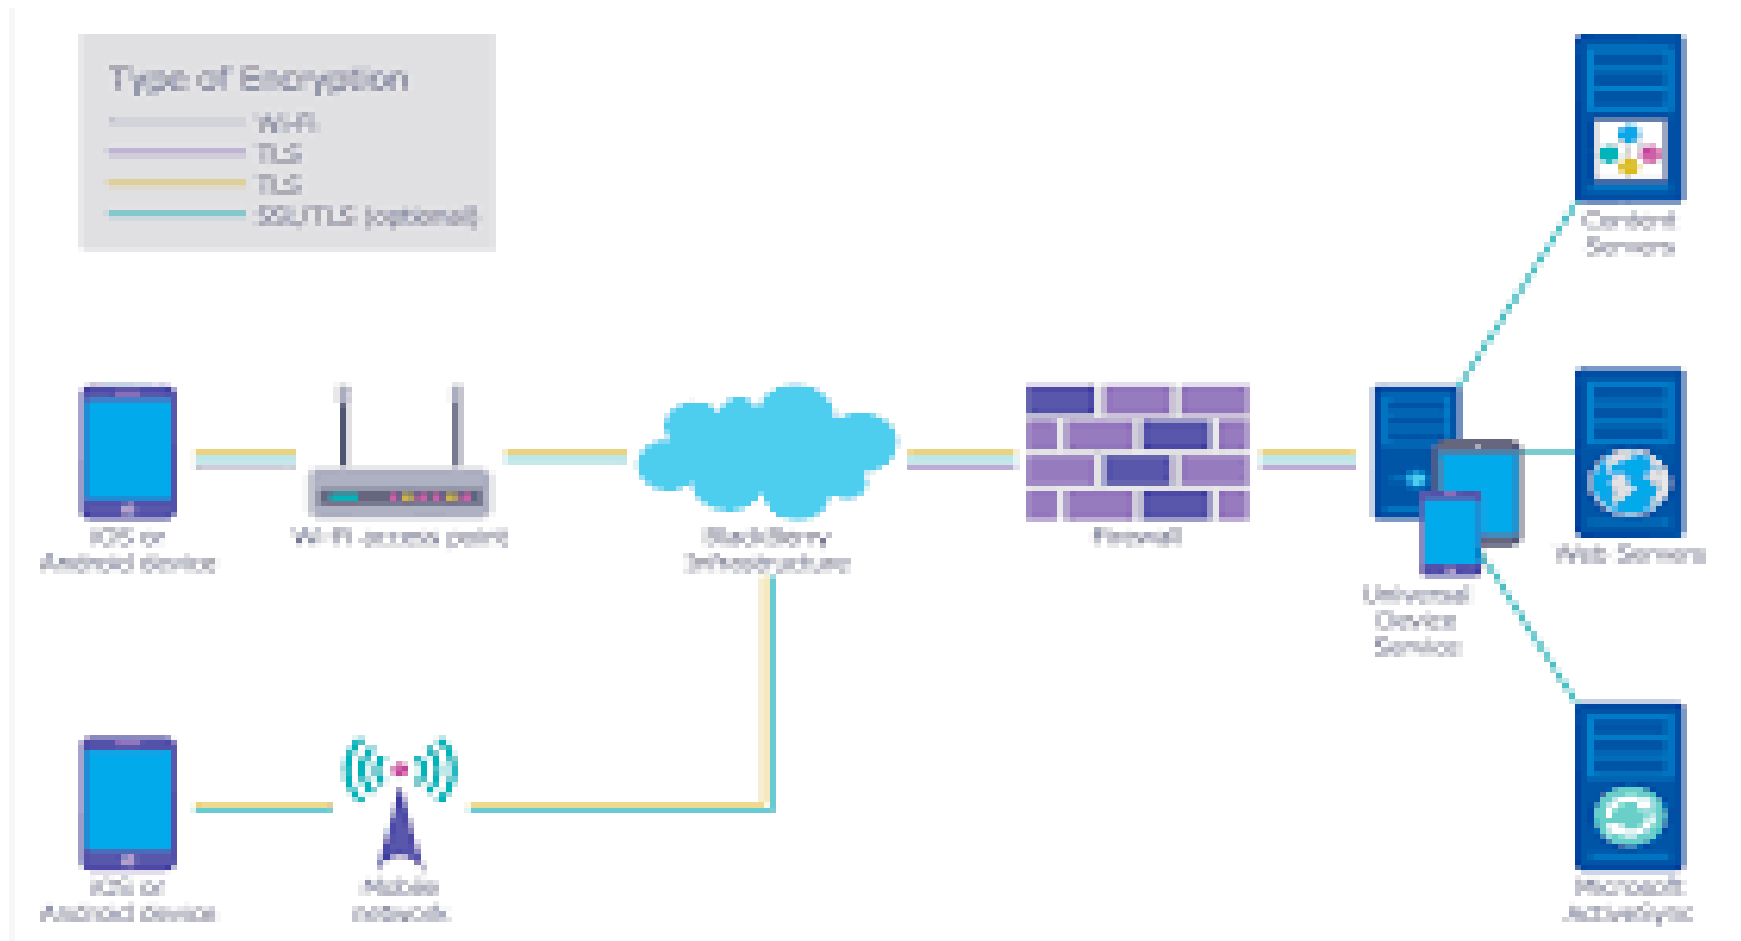 Type of Encryption
Wi-Fi
TLS
TLS
SSL/TLS (optional)
Content
Servers
iOS or
Android device
Wi-Fi access point
BlackBerry
Infrastructure
Firewall
Web Servers
Universal
Device
Service
iOS or
Android device
Mobile
network
Microsoft
ActiveSync